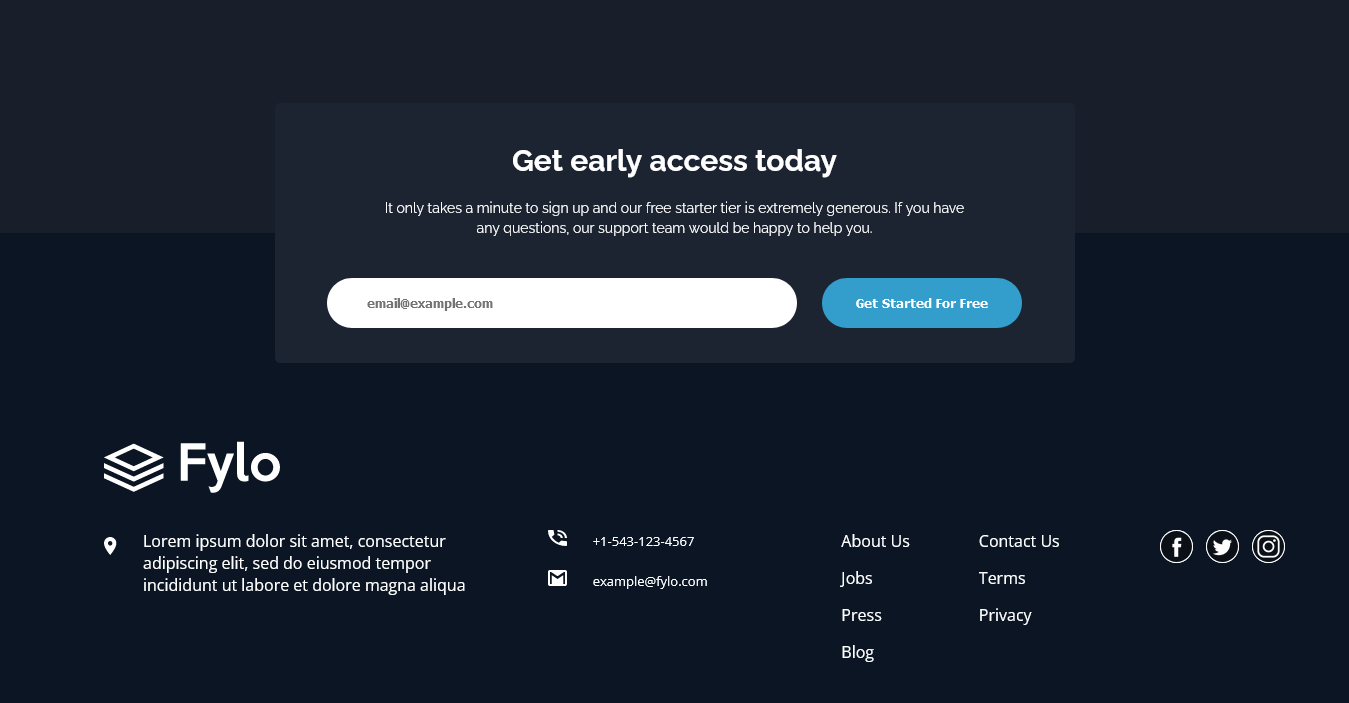 Get early access today
It only takes a minute to sign up and our free starter tier is extremely generous. If you have
any questions, our support team would be happy to help you.
email@example.com
Get Started For Free
Fylo
Lorem ipsum dolor sit amet, consectetur
adipiscing elit, sed do eiusmod tempor
incididunt ut labore et dolore magna aliqua
+1-543-123-4567
example@fylo.com
About Us
Jobs
Press
Blog
Contact Us
Terms
Privacy